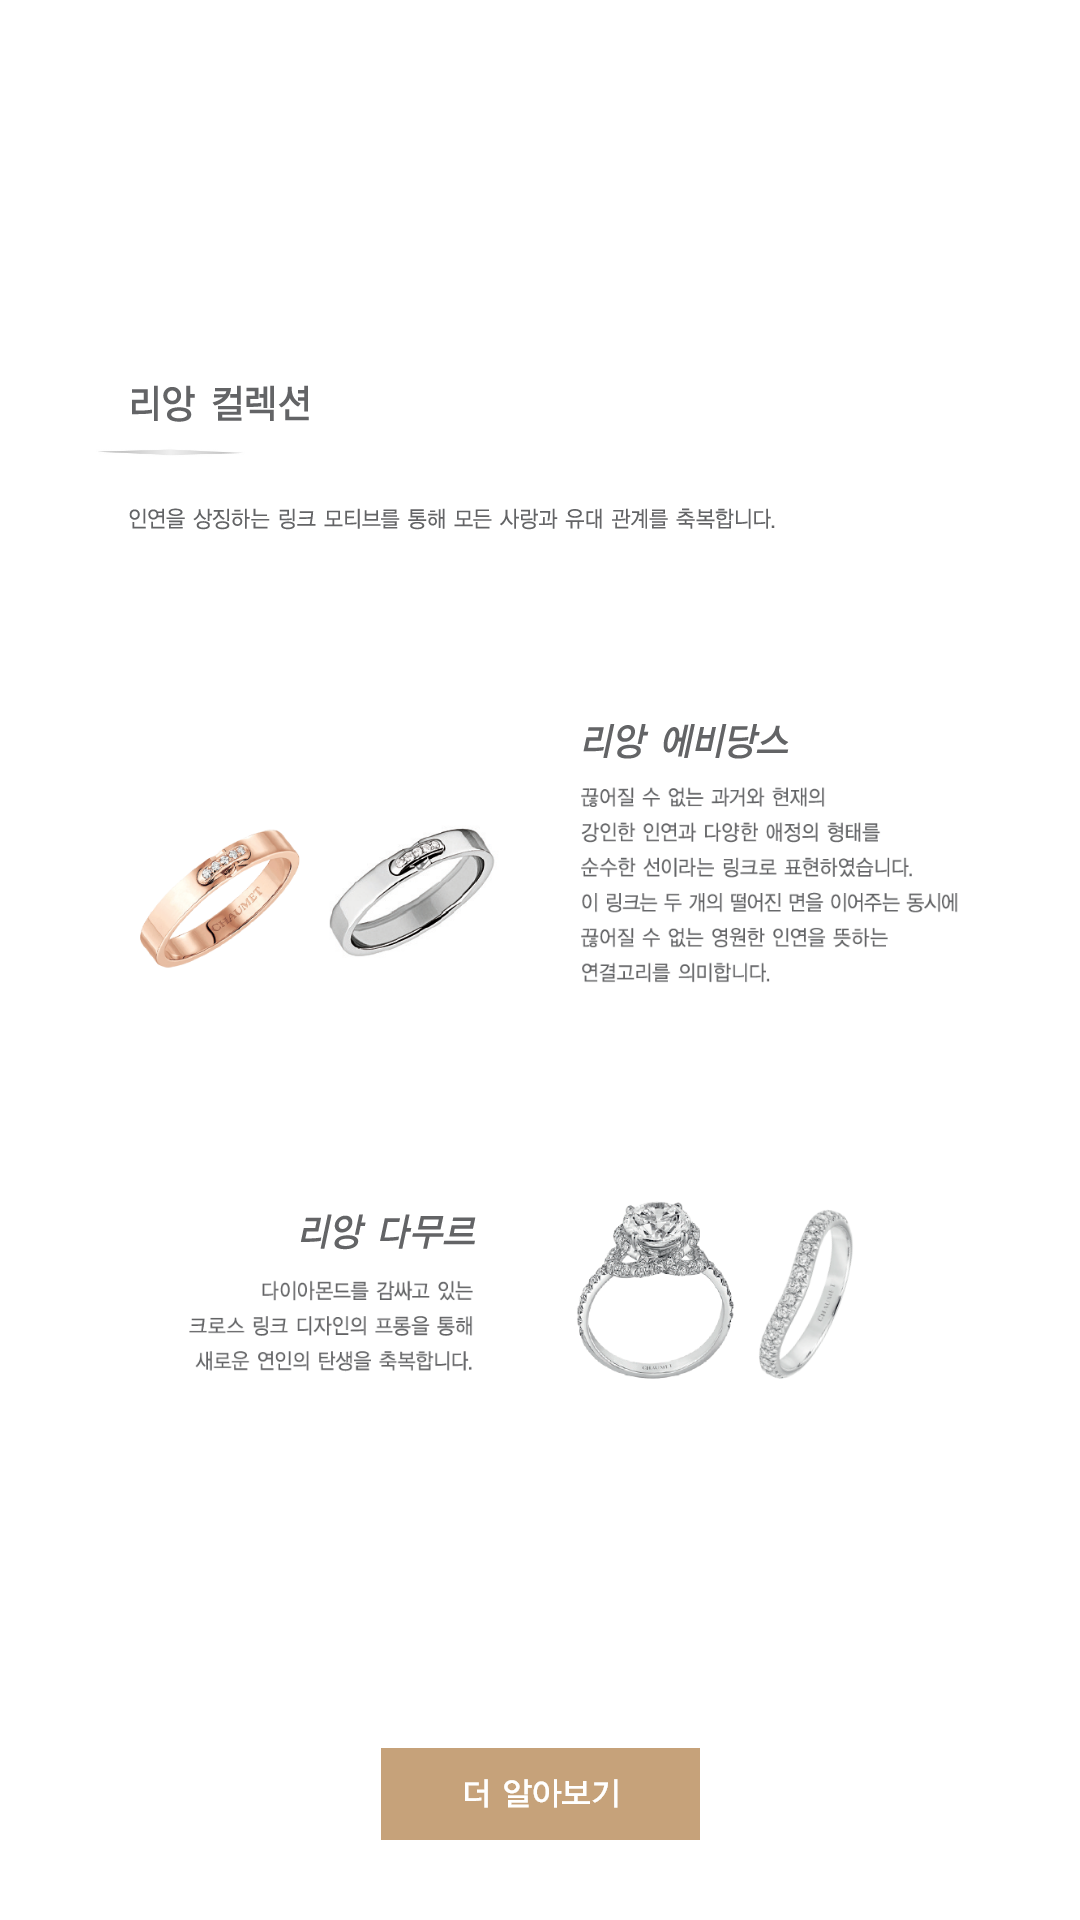 리앙 컬렉션
인연을 상징하는 링크 모티브를 통해 모든 사랑과 유대 관계를 축복합니다.
리앙 에비당스
끊어질 수 없는 과거와 현재의
강인한 인연과 다양한 애정의 형태를
순수한 선이라는 링크로 표현하였습니다.
이 링크는 두 개의 떨어진 면을 이어주는 동시에
끊어질 수 없는 영원한 인연을 뜻하는
연결고리를 의미합니다.
CHAUMET
리앙 다무르
다이아몬드를 감싸고 있는
크로스 링크 디자인의 프롱을 통해
새로운 연인의 탄생을 축복합니다.
CHAUMET
CHAUMET
더 알아보기